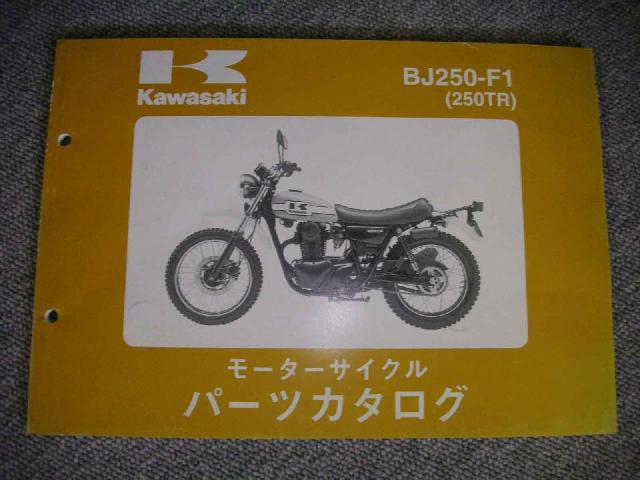 Kawasaki
BJ250-F1
(250TR)
モーターサイクル
パーツカタログ